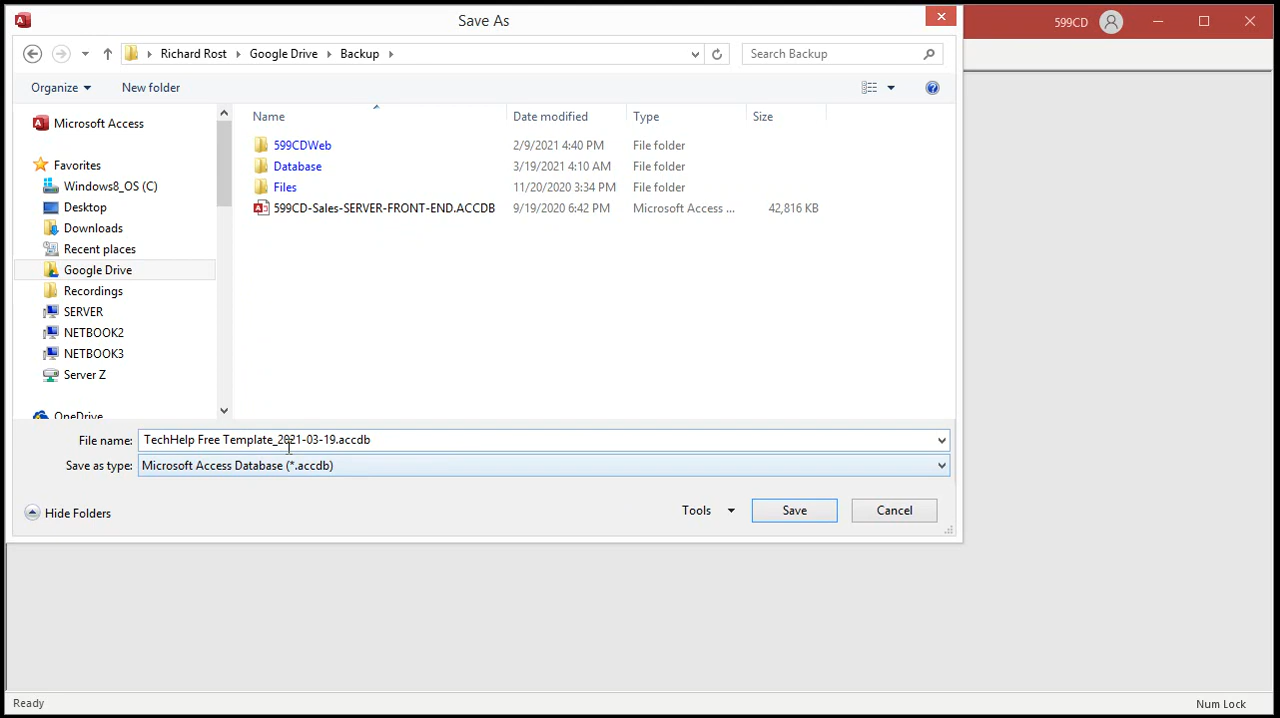 Save As
599CD
Richard Rost
Google Drive
Backup
Search Backup
Organize
New folder
Name
Date modified
Type
Size
Microsoft Access
Favorites
Windows8_OS (C)
Desktop
Downloads
Recent places
Google Drive
Recordings
SERVER
NETBOOK2
NETBOOK3
Server Z
OneDrive
599CDWeb 2/9/2021 4:40 PM File folder
Database 3/19/2021 4:10 AM File folder
Files 11/20/2020 3:34 PM File folder
599CD-Sales-SERVER-FRONT-END.ACCDB 9/19/2020 6:42 PM Microsoft Access ... 42,816 KB
File name: TechHelp Free Template_2021-03-19.accdb
Save as type: Microsoft Access Database (*.accdb)
Hide Folders
Tools
Save
Cancel
Ready
Num Lock